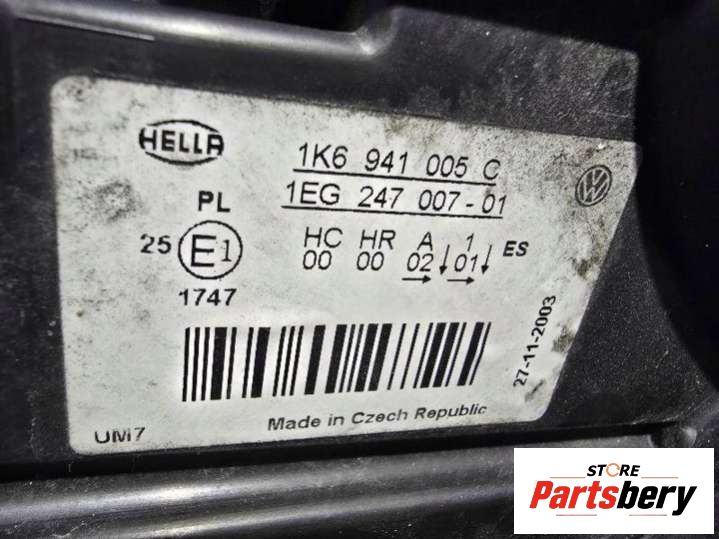 HELLA
1K6 941 005 C
1EG 247 007-01
PL
HC HR A 1
25 E1 00 00 02↓ 01↓ ES
→ →
1747
27-11-2003
UM7
Made in Czech Republic
STORE
Partsbery